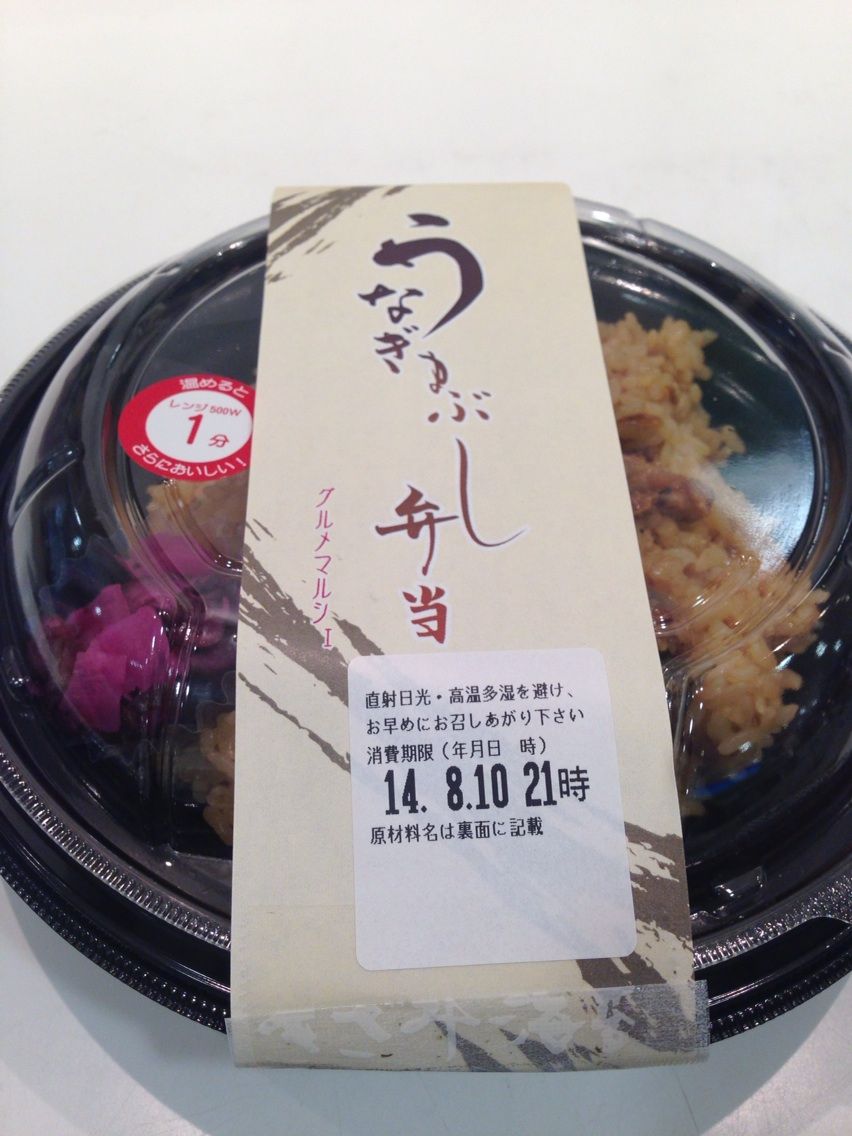 うなぎまぶし
弁当
グルメマルシェ
温めると
レンジ500W
1分
さらにおいしい!
直射日光・高温多湿を避け、
お早めにお召しあがり下さい
消費期限(年月日 時)
14. 8.10 21時
原材料名は裏面に記載